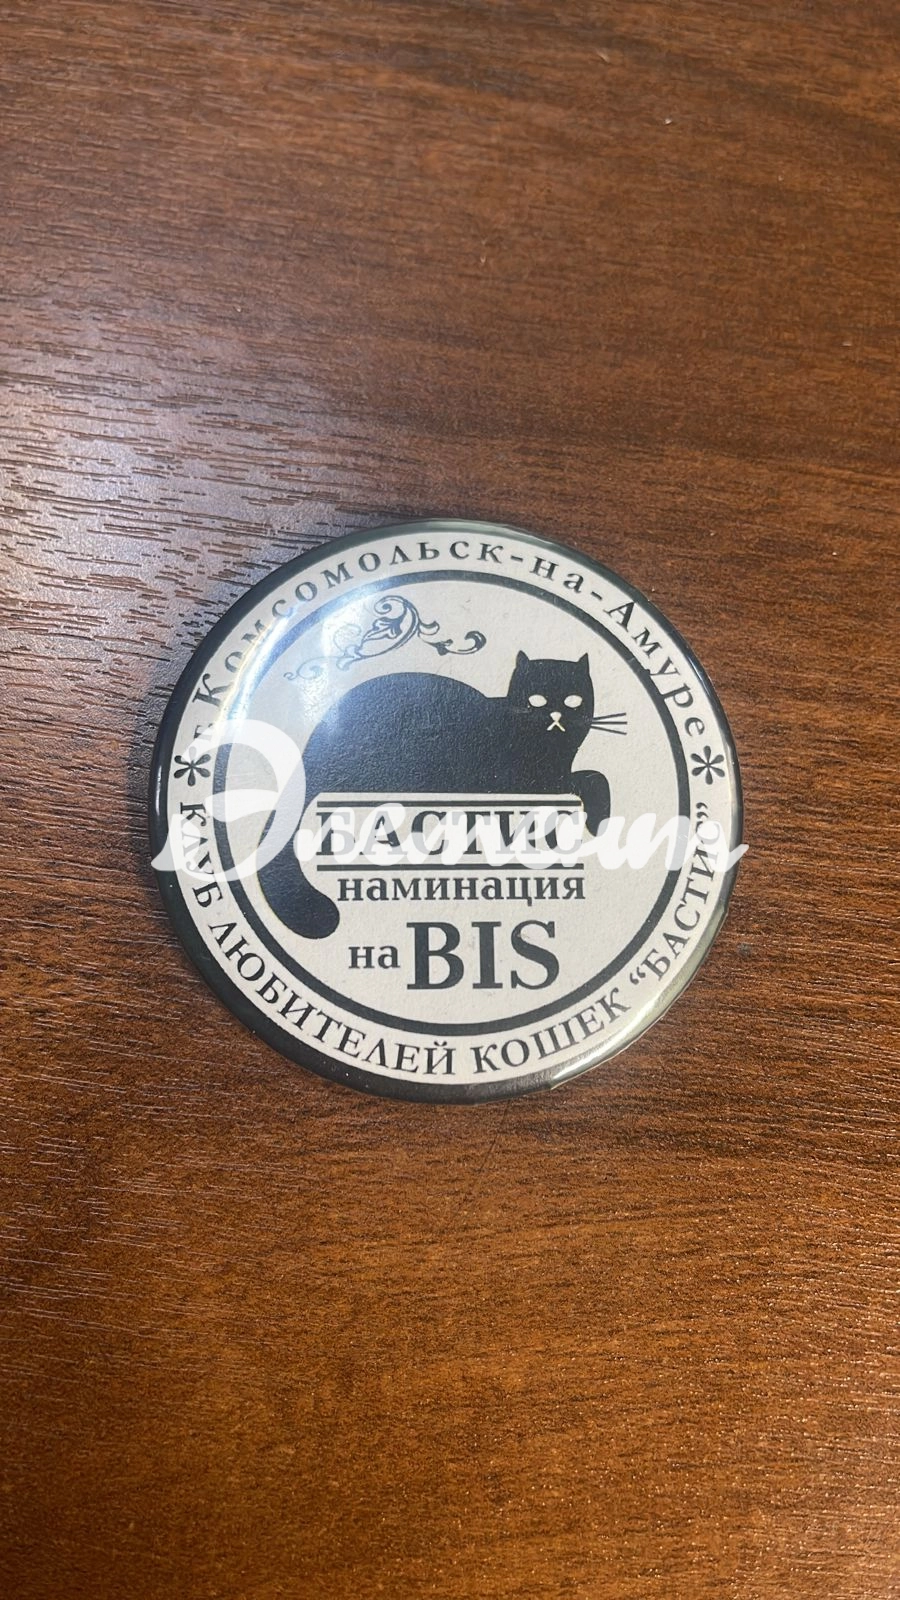 г. Комсомольск-на-Амуре
БАСТИС
наминация
на BIS
КЛУБ ЛЮБИТЕЛЕЙ КОШЕК “БАСТИС”